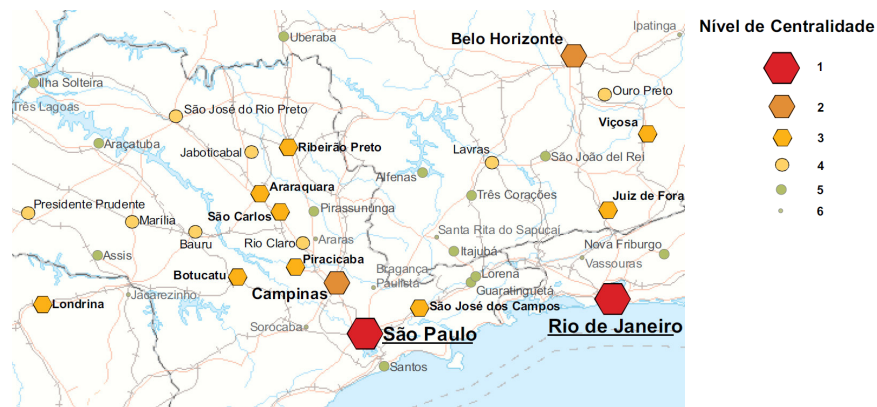 Nível de Centralidade
1
2
3
4
5
6
Ipatinga
Uberaba
Belo Horizonte
Ilha Solteira
Ouro Preto
Três Lagoas
São José do Rio Preto
Viçosa
Araçatuba
Jaboticabal
Ribeirão Preto
Lavras
São João del Rei
Alfenas
Araraquara
Três Corações
Juiz de Fora
Presidente Prudente
Marília
São Carlos
Pirassununga
Bauru
Rio Claro
Araras
Santa Rita do Sapucaí
Itajubá
Nova Friburgo
Assis
Piracicaba
Vassouras
Botucatu
Bragança
Paulista
Lorena
Guaratinguetá
Jacarezinho
Campinas
Londrina
São José dos Campos
Sorocaba
São Paulo
Rio de Janeiro
Santos